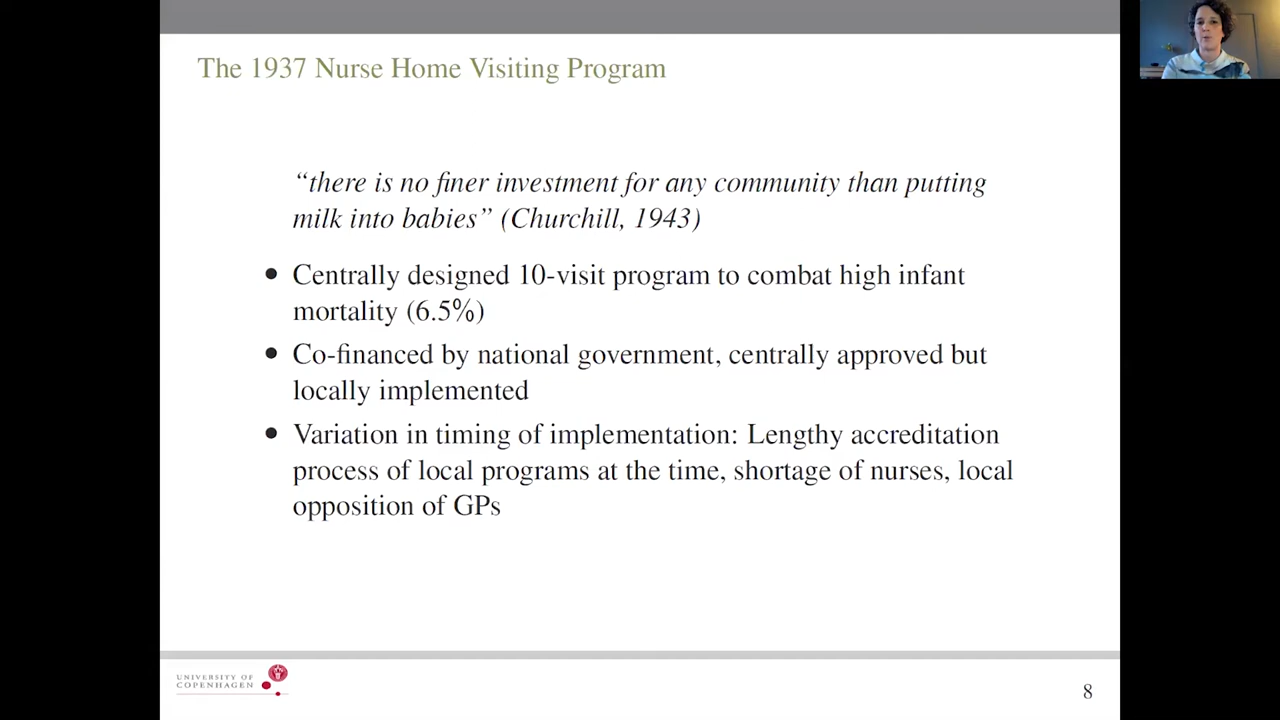 The 1937 Nurse Home Visiting Program
“there is no finer investment for any community than putting
milk into babies” (Churchill, 1943)
• Centrally designed 10-visit program to combat high infant
mortality (6.5%)
• Co-financed by national government, centrally approved but
locally implemented
• Variation in timing of implementation: Lengthy accreditation
process of local programs at the time, shortage of nurses, local
opposition of GPs
UNIVERSITY OF
COPENHAGEN
8